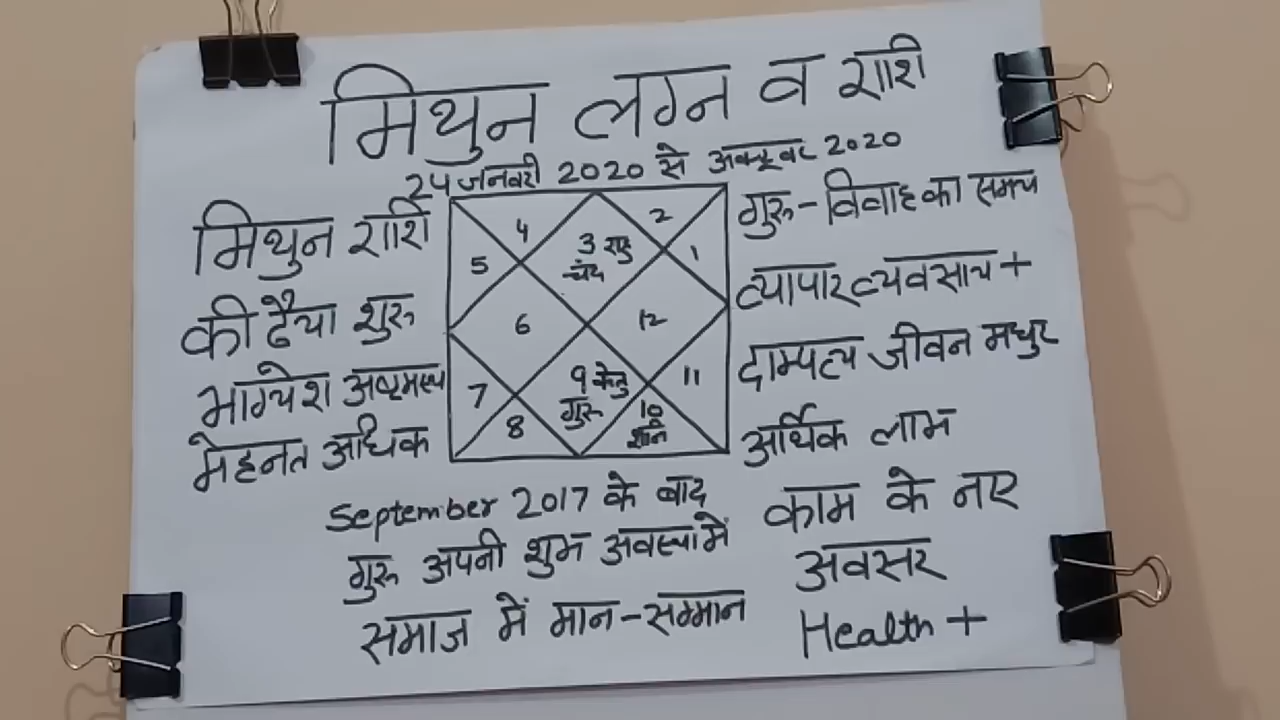 मिथुन लग्न व राशि
24 जनवरी 2020 से अक्टूबर 2020
मिथुन राशि
की ढैया शुरू
भाग्येश अष्टमस्थ
मेहनत अधिक
4
2
5
3 राहु
चंद्र
1
6
12
7
9 केतु
गुरू
11
8
10
शनि
गुरू - विवाह का समय
व्यापार व्यवसाय +
दाम्पत्य जीवन मधुर
आर्थिक लाभ
काम के नए
अवसर
Health +
September 2017 के बाद
गुरू अपनी शुभ अवस्था में
समाज में मान - सम्मान